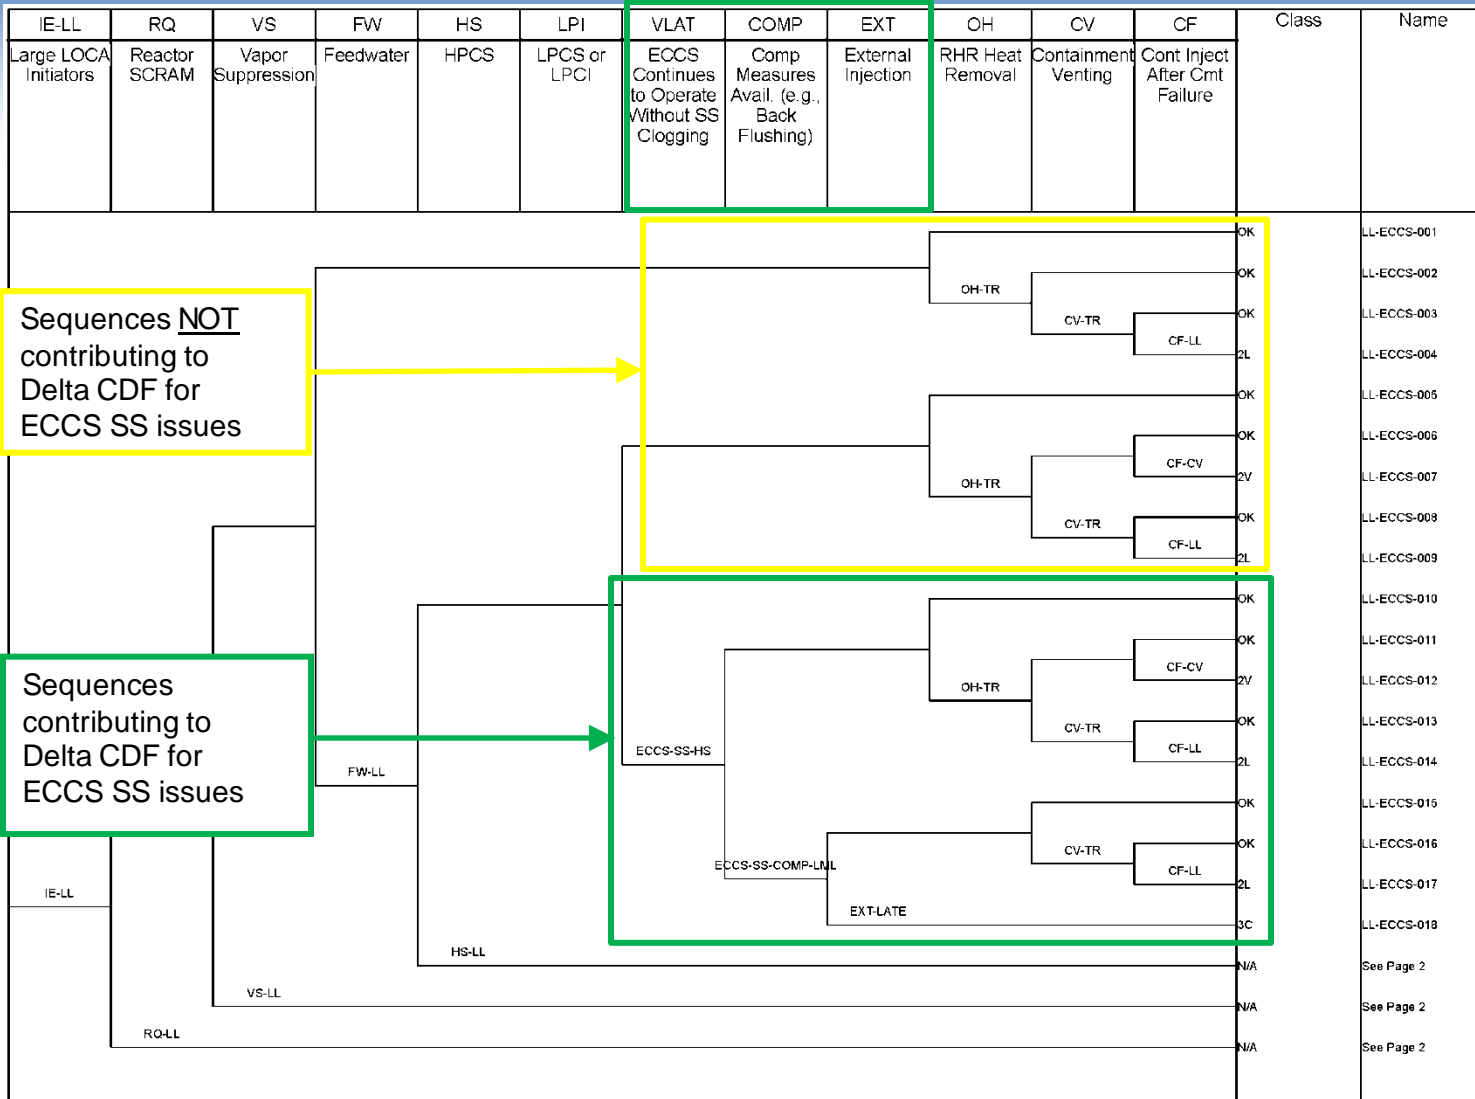 IE-LL RQ VS FW HS LPI VLAT COMP EXT OH CV CF Class Name
Large LOCA Initiators
Reactor SCRAM
Vapor Suppression
Feedwater
HPCS
LPCS or LPCI
ECCS Continues to Operate Without SS Clogging
Comp Measures Avail. (e.g., Back Flushing)
External Injection
RHR Heat Removal
Containment Venting
Cont Inject After Cmt Failure
OK LL-ECCS-001
OK LL-ECCS-002
OH-TR
OK LL-ECCS-003
CV-TR
CF-LL
2L LL-ECCS-004
Sequences NOT
contributing to
Delta CDF for
ECCS SS issues
OK LL-ECCS-005
OK LL-ECCS-006
CF-CV
2V LL-ECCS-007
OH-TR
OK LL-ECCS-008
CV-TR
CF-LL
2L LL-ECCS-009
OK LL-ECCS-010
OK LL-ECCS-011
CF-CV
2V LL-ECCS-012
OH-TR
Sequences
contributing to
Delta CDF for
ECCS SS issues
OK LL-ECCS-013
CV-TR
CF-LL
ECCS-SS-HS
2L LL-ECCS-014
FW-LL
OK LL-ECCS-015
OK LL-ECCS-016
CV-TR
ECCS-SS-COMP-LML
CF-LL
2L LL-ECCS-017
IE-LL
EXT-LATE
3C LL-ECCS-018
HS-LL
N/A See Page 2
VS-LL
N/A See Page 2
RQ-LL
N/A See Page 2